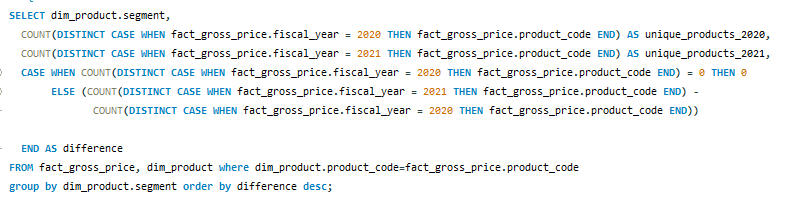 SELECT dim_product.segment,
COUNT(DISTINCT CASE WHEN fact_gross_price.fiscal_year = 2020 THEN fact_gross_price.product_code END) AS unique_products_2020,
COUNT(DISTINCT CASE WHEN fact_gross_price.fiscal_year = 2021 THEN fact_gross_price.product_code END) AS unique_products_2021,
CASE WHEN COUNT(DISTINCT CASE WHEN fact_gross_price.fiscal_year = 2020 THEN fact_gross_price.product_code END) = 0 THEN 0
ELSE (COUNT(DISTINCT CASE WHEN fact_gross_price.fiscal_year = 2021 THEN fact_gross_price.product_code END) -
COUNT(DISTINCT CASE WHEN fact_gross_price.fiscal_year = 2020 THEN fact_gross_price.product_code END))
END AS difference
FROM fact_gross_price, dim_product where dim_product.product_code=fact_gross_price.product_code
group by dim_product.segment order by difference desc;